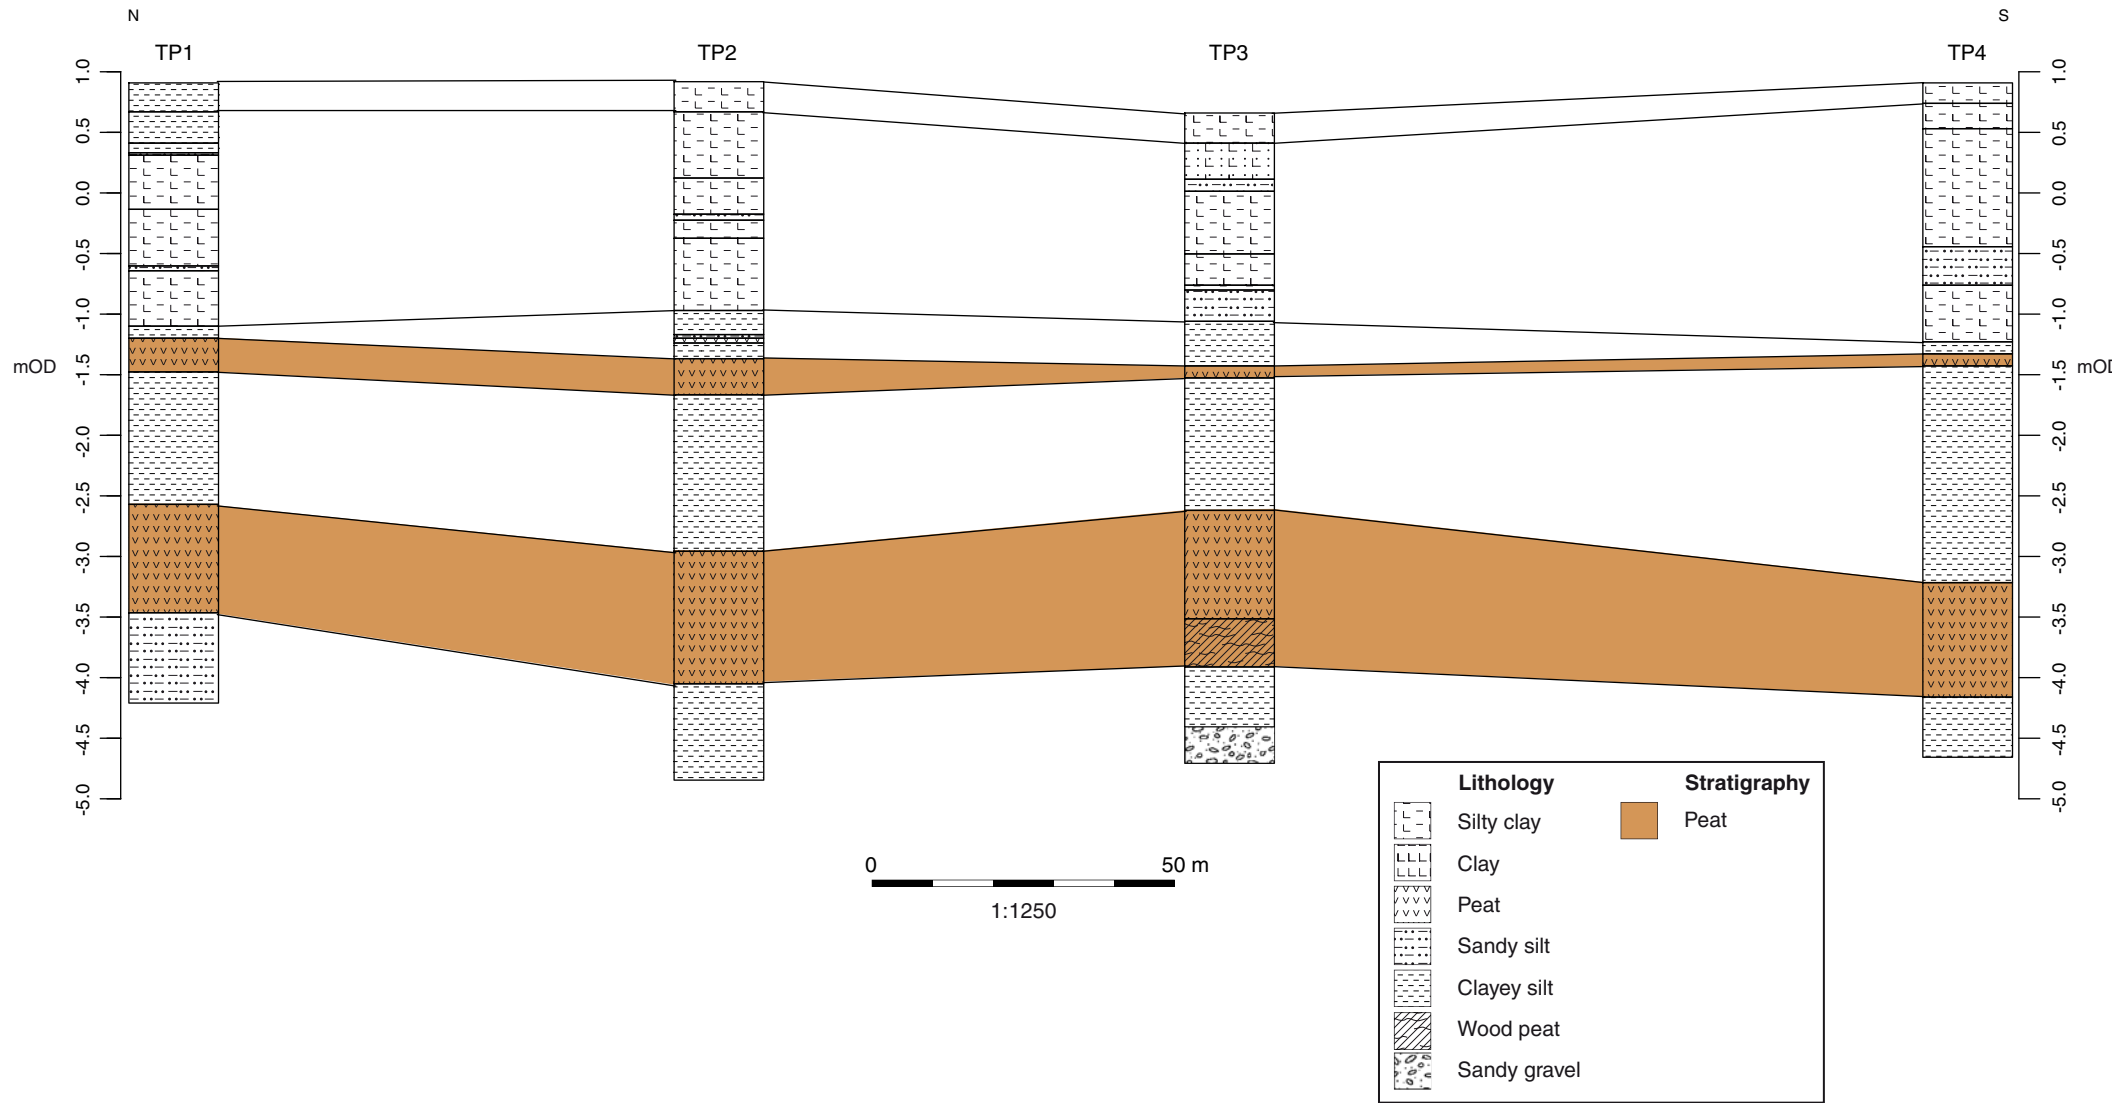 N S
TP1 TP2 TP3 TP4
1.0 1.0
0.5 0.5
0.0 0.0
-0.5 -0.5
-1.0 -1.0
mOD mOD
-1.5 -1.5
-2.0 -2.0
-2.5 -2.5
-3.0 -3.0
-3.5 -3.5
-4.0 -4.0
-4.5 -4.5
-5.0 -5.0
0 50 m
1:1250
Lithology Stratigraphy
Silty clay Peat
Clay
Peat
Sandy silt
Clayey silt
Wood peat
Sandy gravel